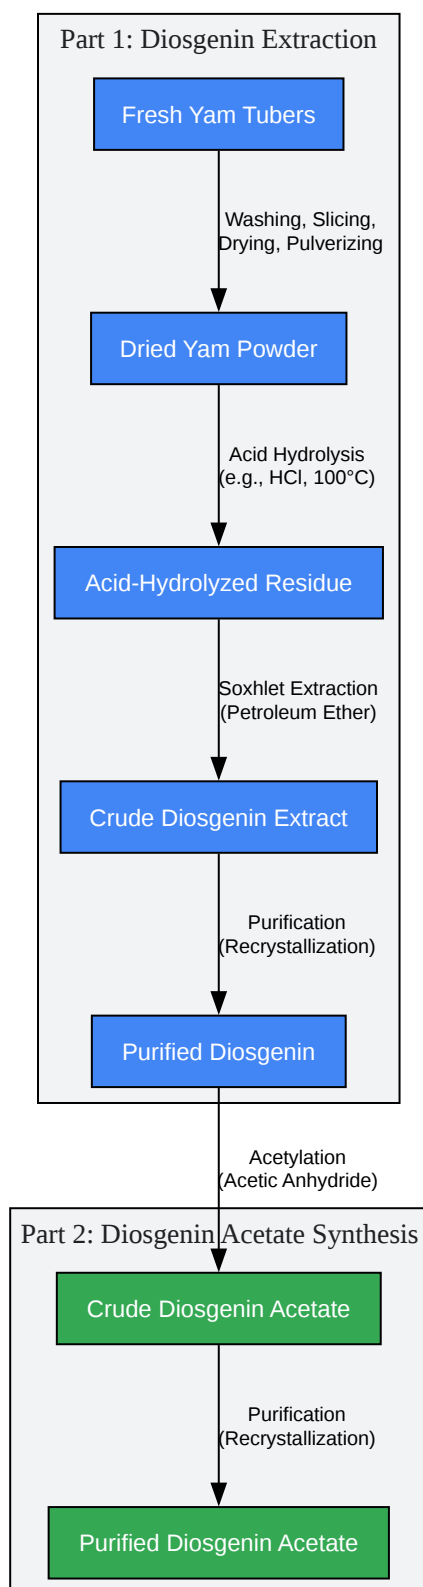 Part 1: Diosgenin Extraction
Fresh Yam Tubers
Washing, Slicing,
Drying, Pulverizing
Dried Yam Powder
Acid Hydrolysis
(e.g., HCl, 100°C)
Acid-Hydrolyzed Residue
Soxhlet Extraction
(Petroleum Ether)
Crude Diosgenin Extract
Purification
(Recrystallization)
Purified Diosgenin
Acetylation
(Acetic Anhydride)
Part 2: Diosgenin Acetate Synthesis
Crude Diosgenin Acetate
Purification
(Recrystallization)
Purified Diosgenin Acetate